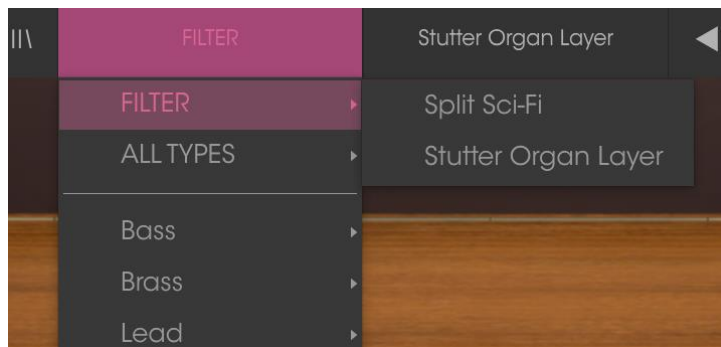 FILTER
Stutter Organ Layer
FILTER
Split Sci-Fi
ALL TYPES
Stutter Organ Layer
Bass
Brass
Lead